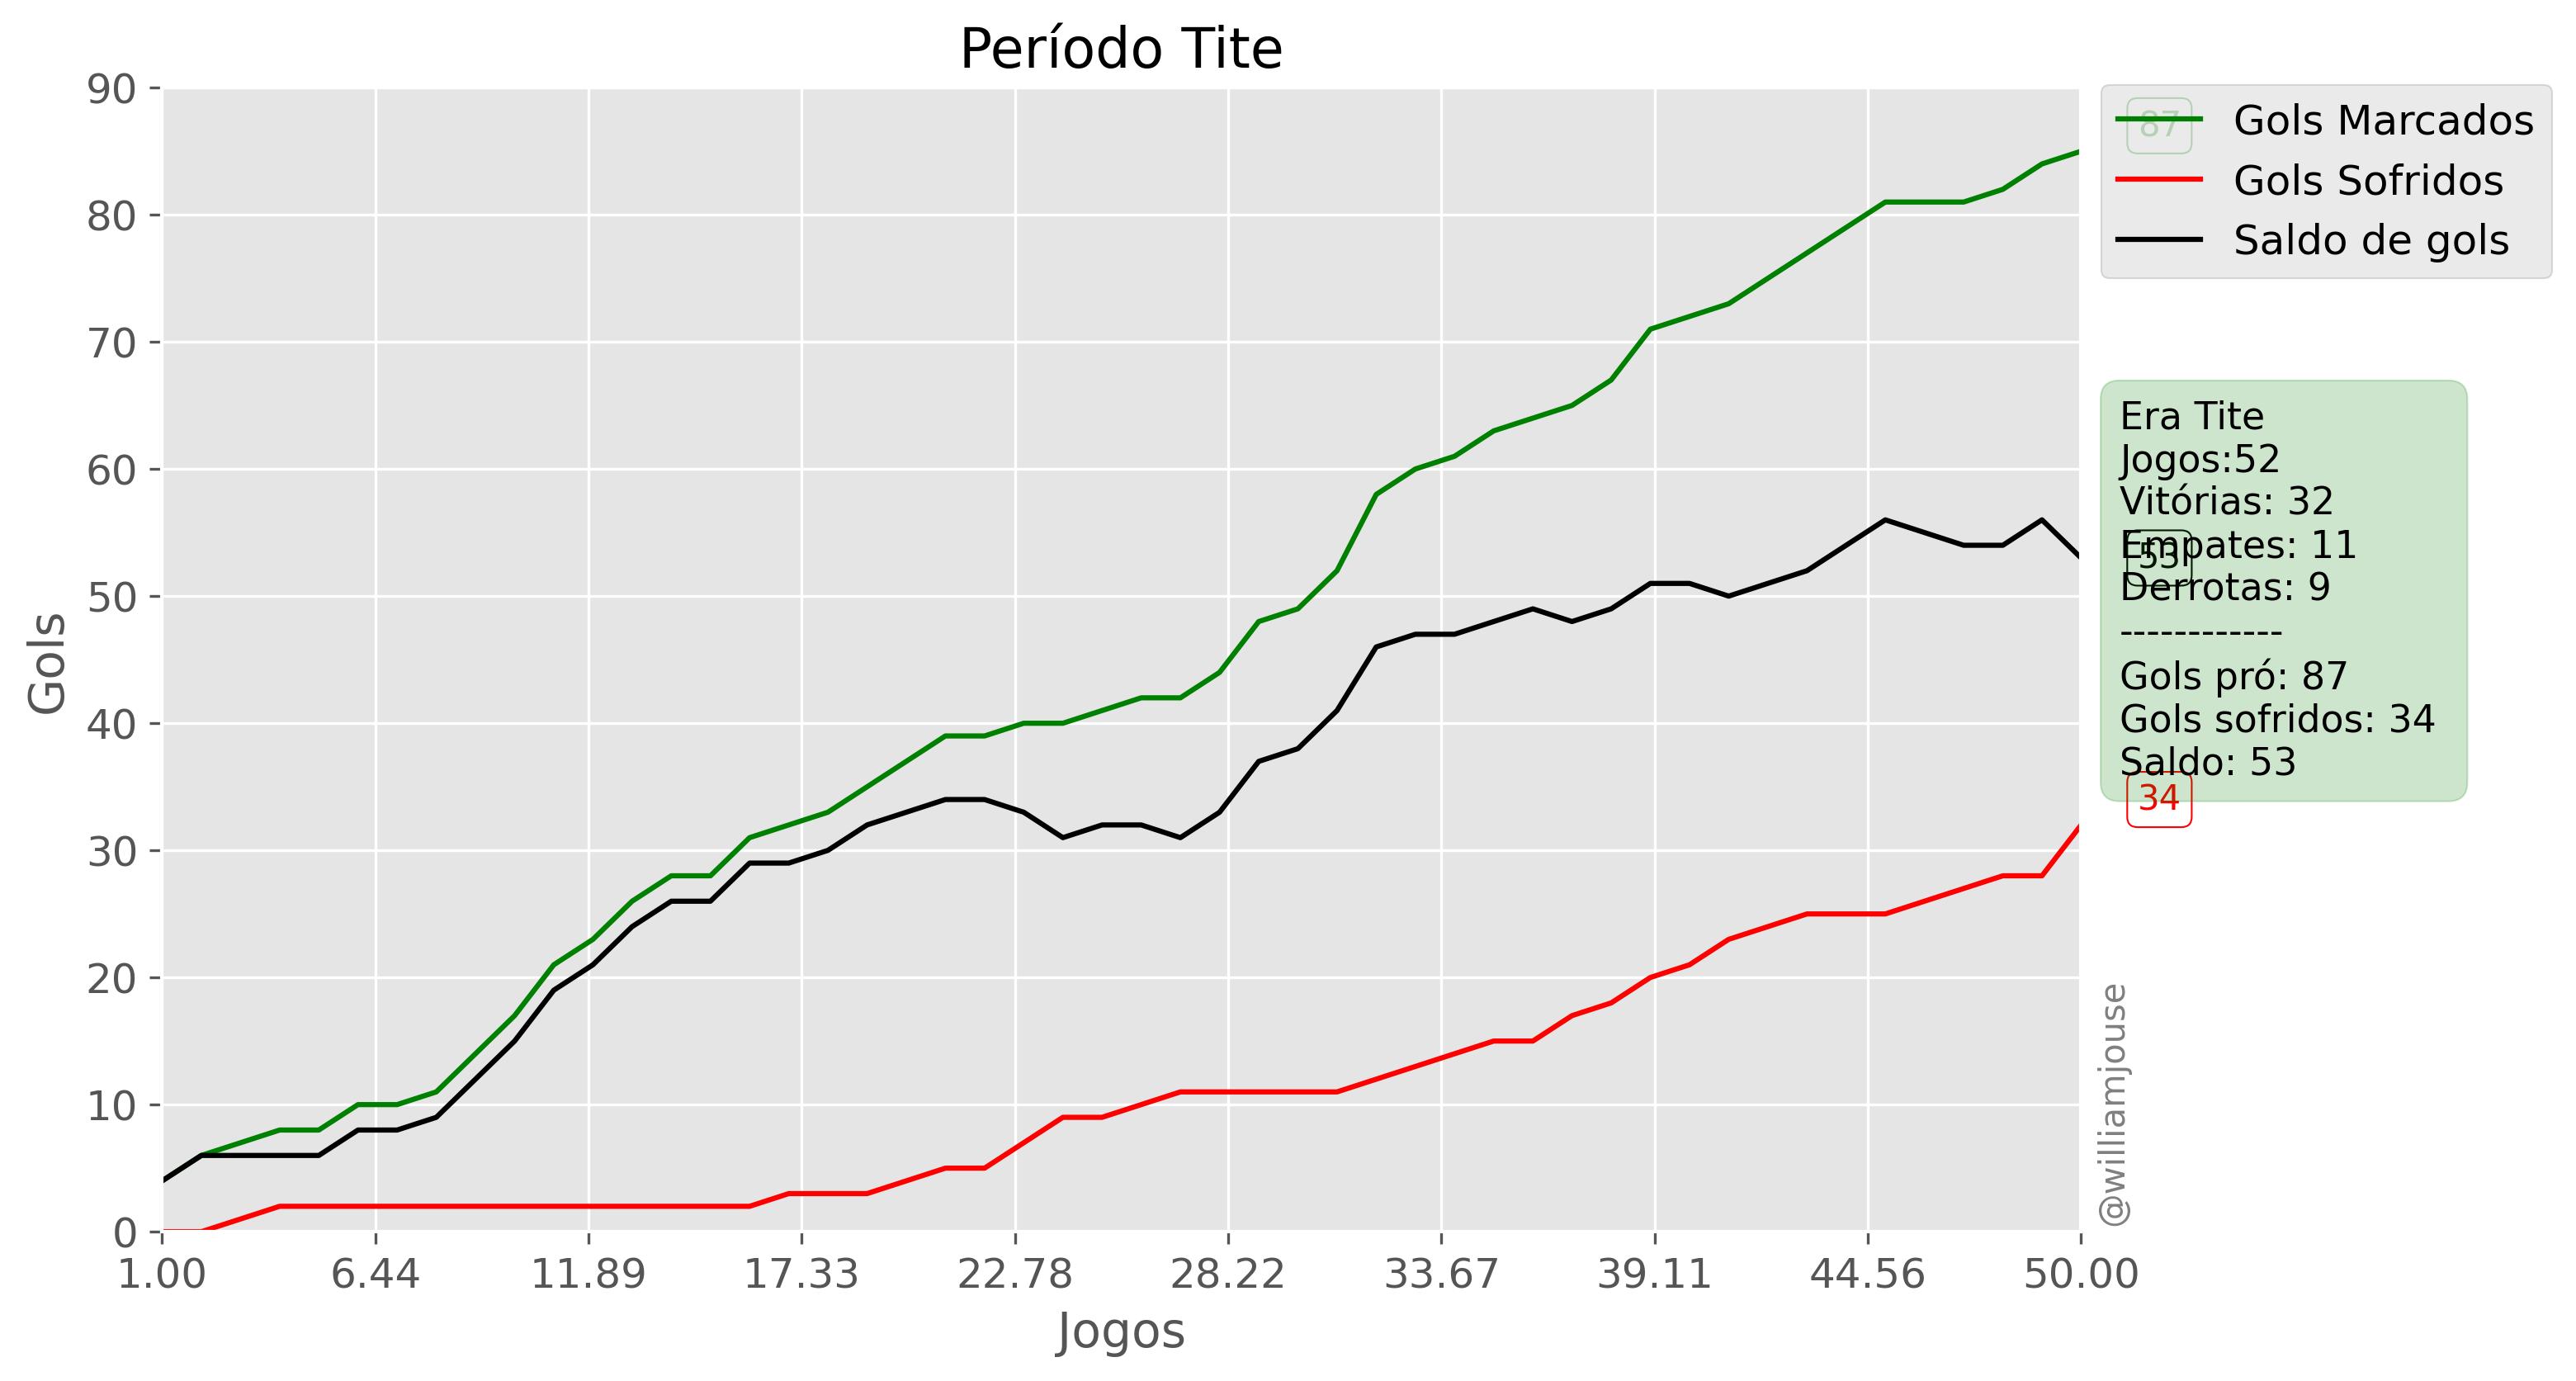 Período Tite
90
80
70
60
50
40
30
20
10
0
Gols
1.00 6.44 11.89 17.33 22.78 28.22 33.67 39.11 44.56 50.00
Jogos
87
Gols Marcados
Gols Sofridos
Saldo de gols
Era Tite
Jogos:52
Vitórias: 32
Empates: 11
53
Derrotas: 9
------------
Gols pró: 87
Gols sofridos: 34
Saldo: 53
34
@williamjouse